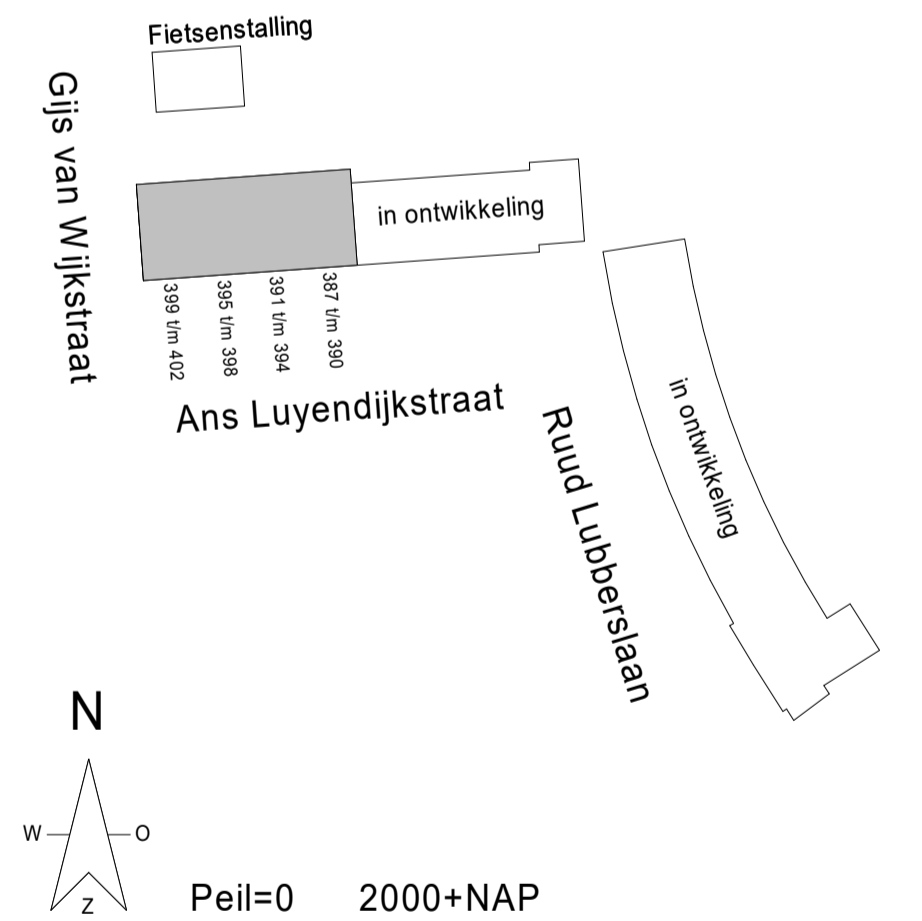 Fietsenstalling
Gijs van Wijkstraat
in ontwikkeling
399 t/m 402
395 t/m 398
391 t/m 394
387 t/m 390
Ans Luyendijkstraat
Ruud Lubberslaan
in ontwikkeling
N
W
O
Z
Peil=0 2000+NAP